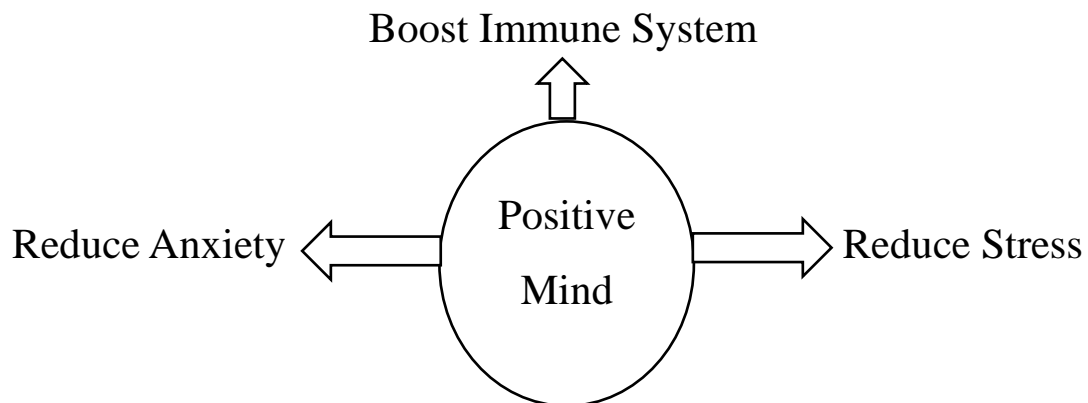 Boost Immune System
Positive
Mind
Reduce Anxiety
Reduce Stress